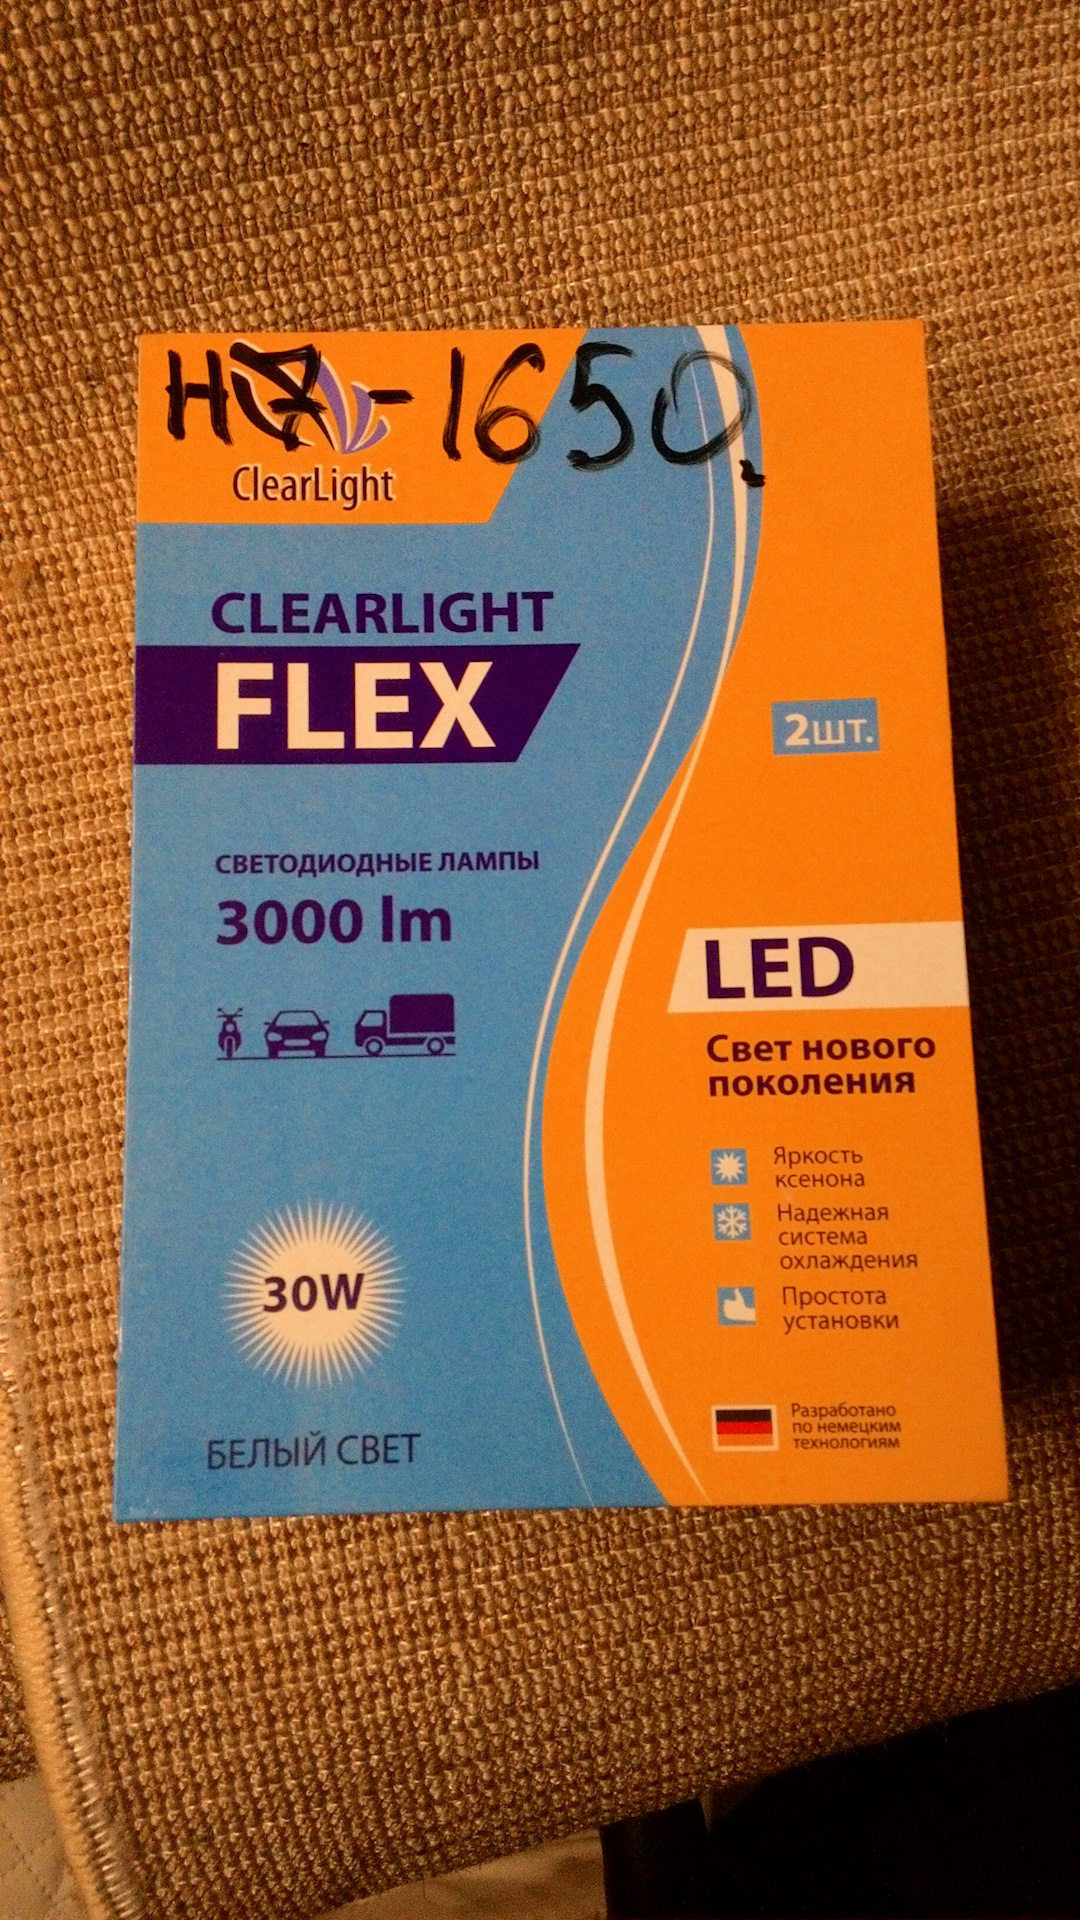 H7-1650.
ClearLight
CLEARLIGHT
FLEX
2шт.
СВЕТОДИОДНЫЕ ЛАМПЫ
3000 lm
LED
Свет нового
поколения
Яркость
ксенона
Надежная
система
охлаждения
Простота
установки
30W
БЕЛЫЙ СВЕТ
Разработано
по немецким
технологиям